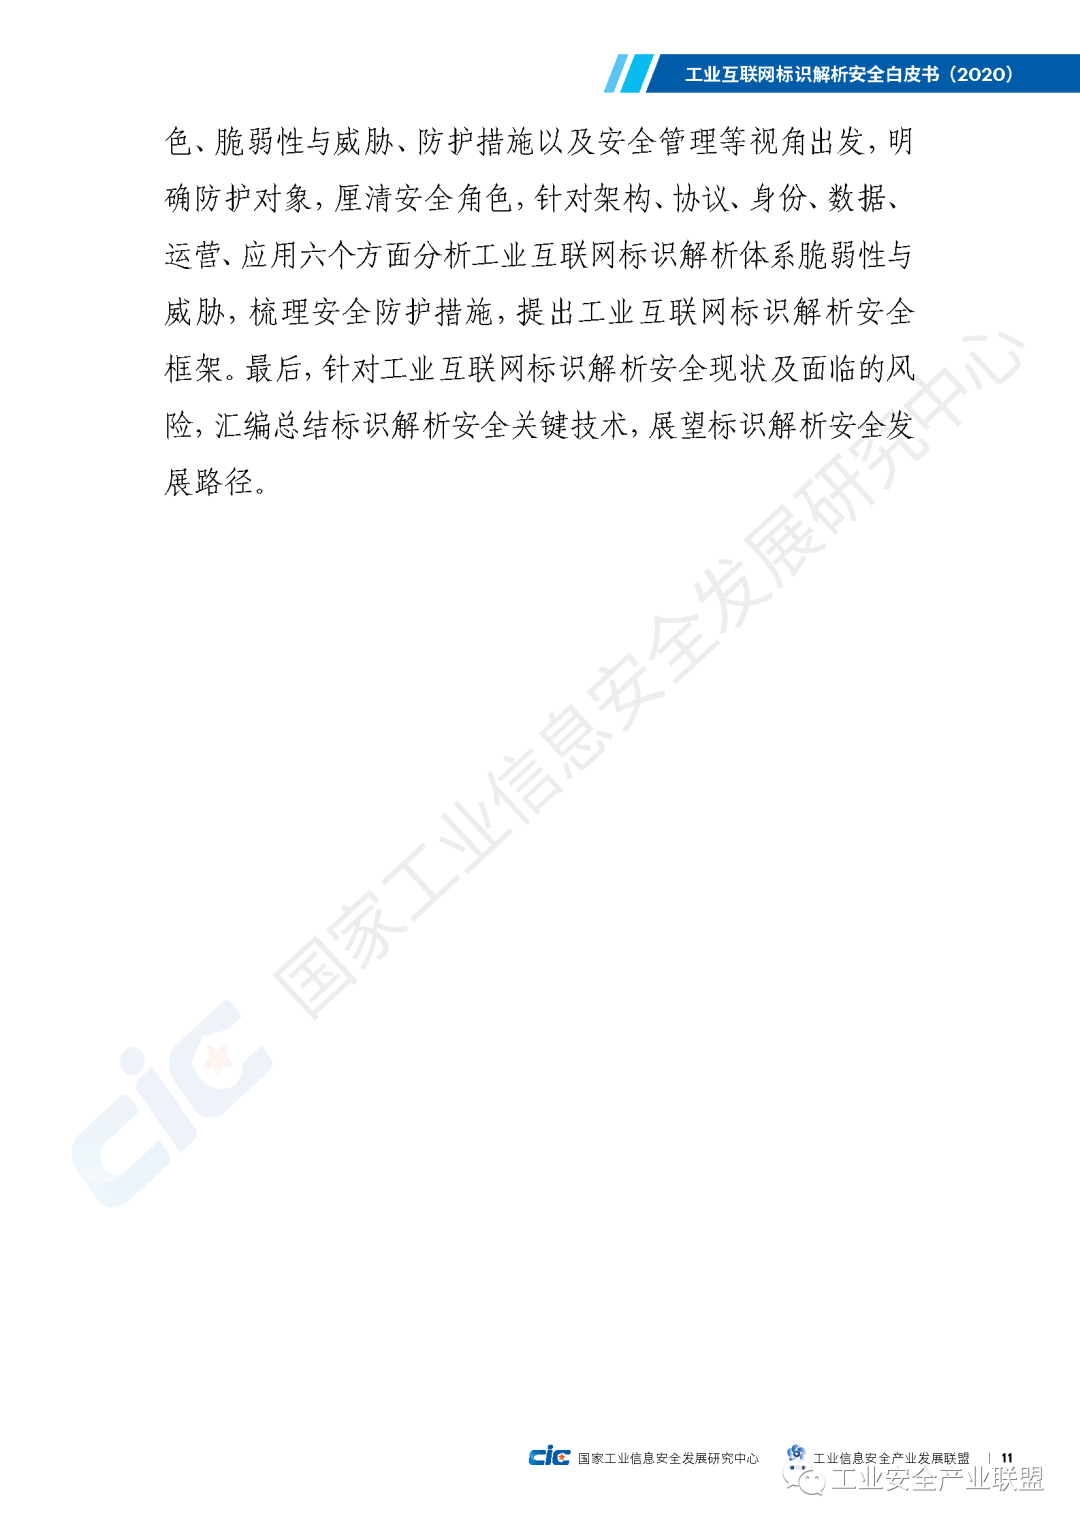 工业互联网标识解析安全白皮书（2020）
色、脆弱性与威胁、防护措施以及安全管理等视角出发，明
确防护对象，厘清安全角色，针对架构、协议、身份、数据、
运营、应用六个方面分析工业互联网标识解析体系脆弱性与
威胁，梳理安全防护措施，提出工业互联网标识解析安全
框架。最后，针对工业互联网标识解析安全现状及面临的风
险，汇编总结标识解析安全关键技术，展望标识解析安全发
展路径。
国家工业信息安全发展研究中心
cic
cic 国家工业信息安全发展研究中心 工业信息安全产业发展联盟 | 11
工业安全产业联盟